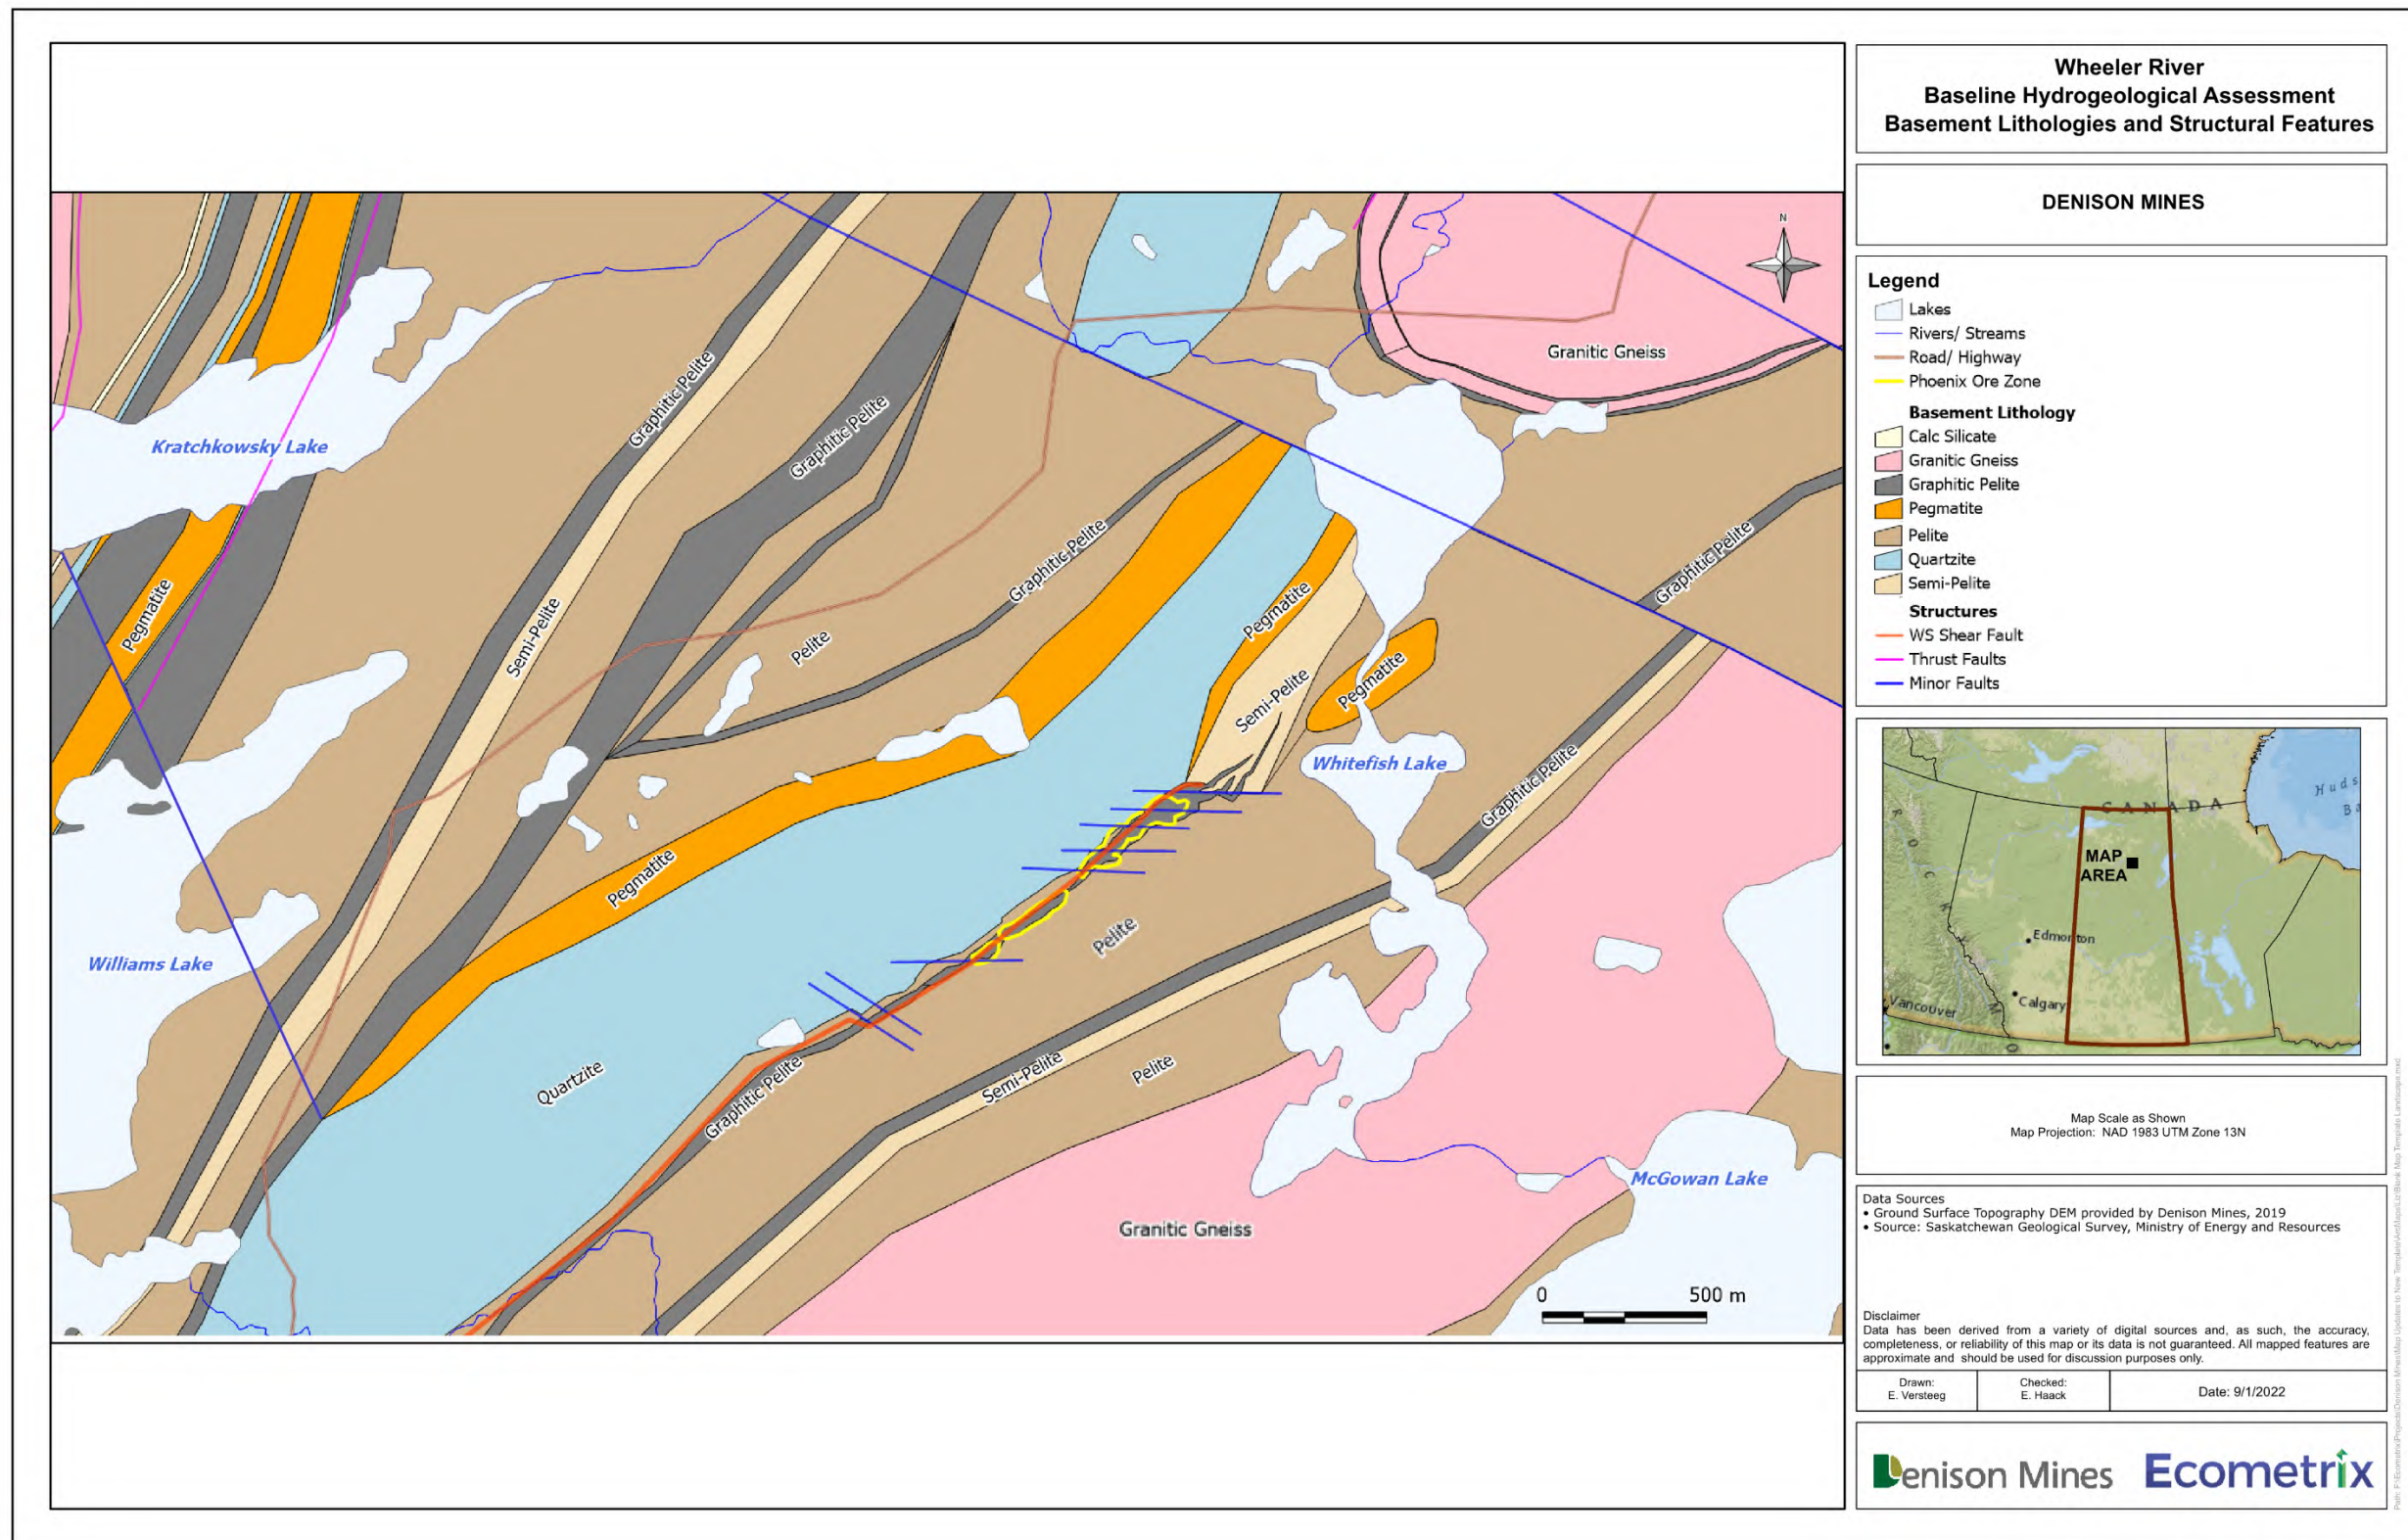 Wheeler River
Baseline Hydrogeological Assessment
Basement Lithologies and Structural Features
DENISON MINES
Legend
Lakes
Rivers/ Streams
Road/ Highway
Phoenix Ore Zone
Basement Lithology
Calc Silicate
Granitic Gneiss
Graphitic Pelite
Pegmatite
Pelite
Quartzite
Semi-Pelite
Structures
WS Shear Fault
Thrust Faults
Minor Faults
N
Granitic Gneiss
Graphitic Pelite
Graphitic Pelite
Kratchkowsky Lake
Graphitic Pelite
Graphitic Pelite
Pegmatite
Semi-Pelite
Pelite
Pegmatite
Semi-Pelite
Pegmatite
Whitefish Lake
Graphitic Pelite
Pegmatite
Williams Lake
Pelite
Quartzite
Graphitic Pelite
Semi-Pelite
Pelite
McGowan Lake
Granitic Gneiss
0 500 m
CANADA
Huds
B
ROCK
M
O
MAP
AREA
Edmonton
Calgary
Vancouver
Map Scale as Shown
Map Projection: NAD 1983 UTM Zone 13N
Data Sources
• Ground Surface Topography DEM provided by Denison Mines, 2019
• Source: Saskatchewan Geological Survey, Ministry of Energy and Resources
Disclaimer
Data has been derived from a variety of digital sources and, as such, the accuracy,
completeness, or reliability of this map or its data is not guaranteed. All mapped features are
approximate and should be used for discussion purposes only.
Drawn:
E. Versteeg
Checked:
E. Haack
Date: 9/1/2022
Denison Mines
Ecometrix